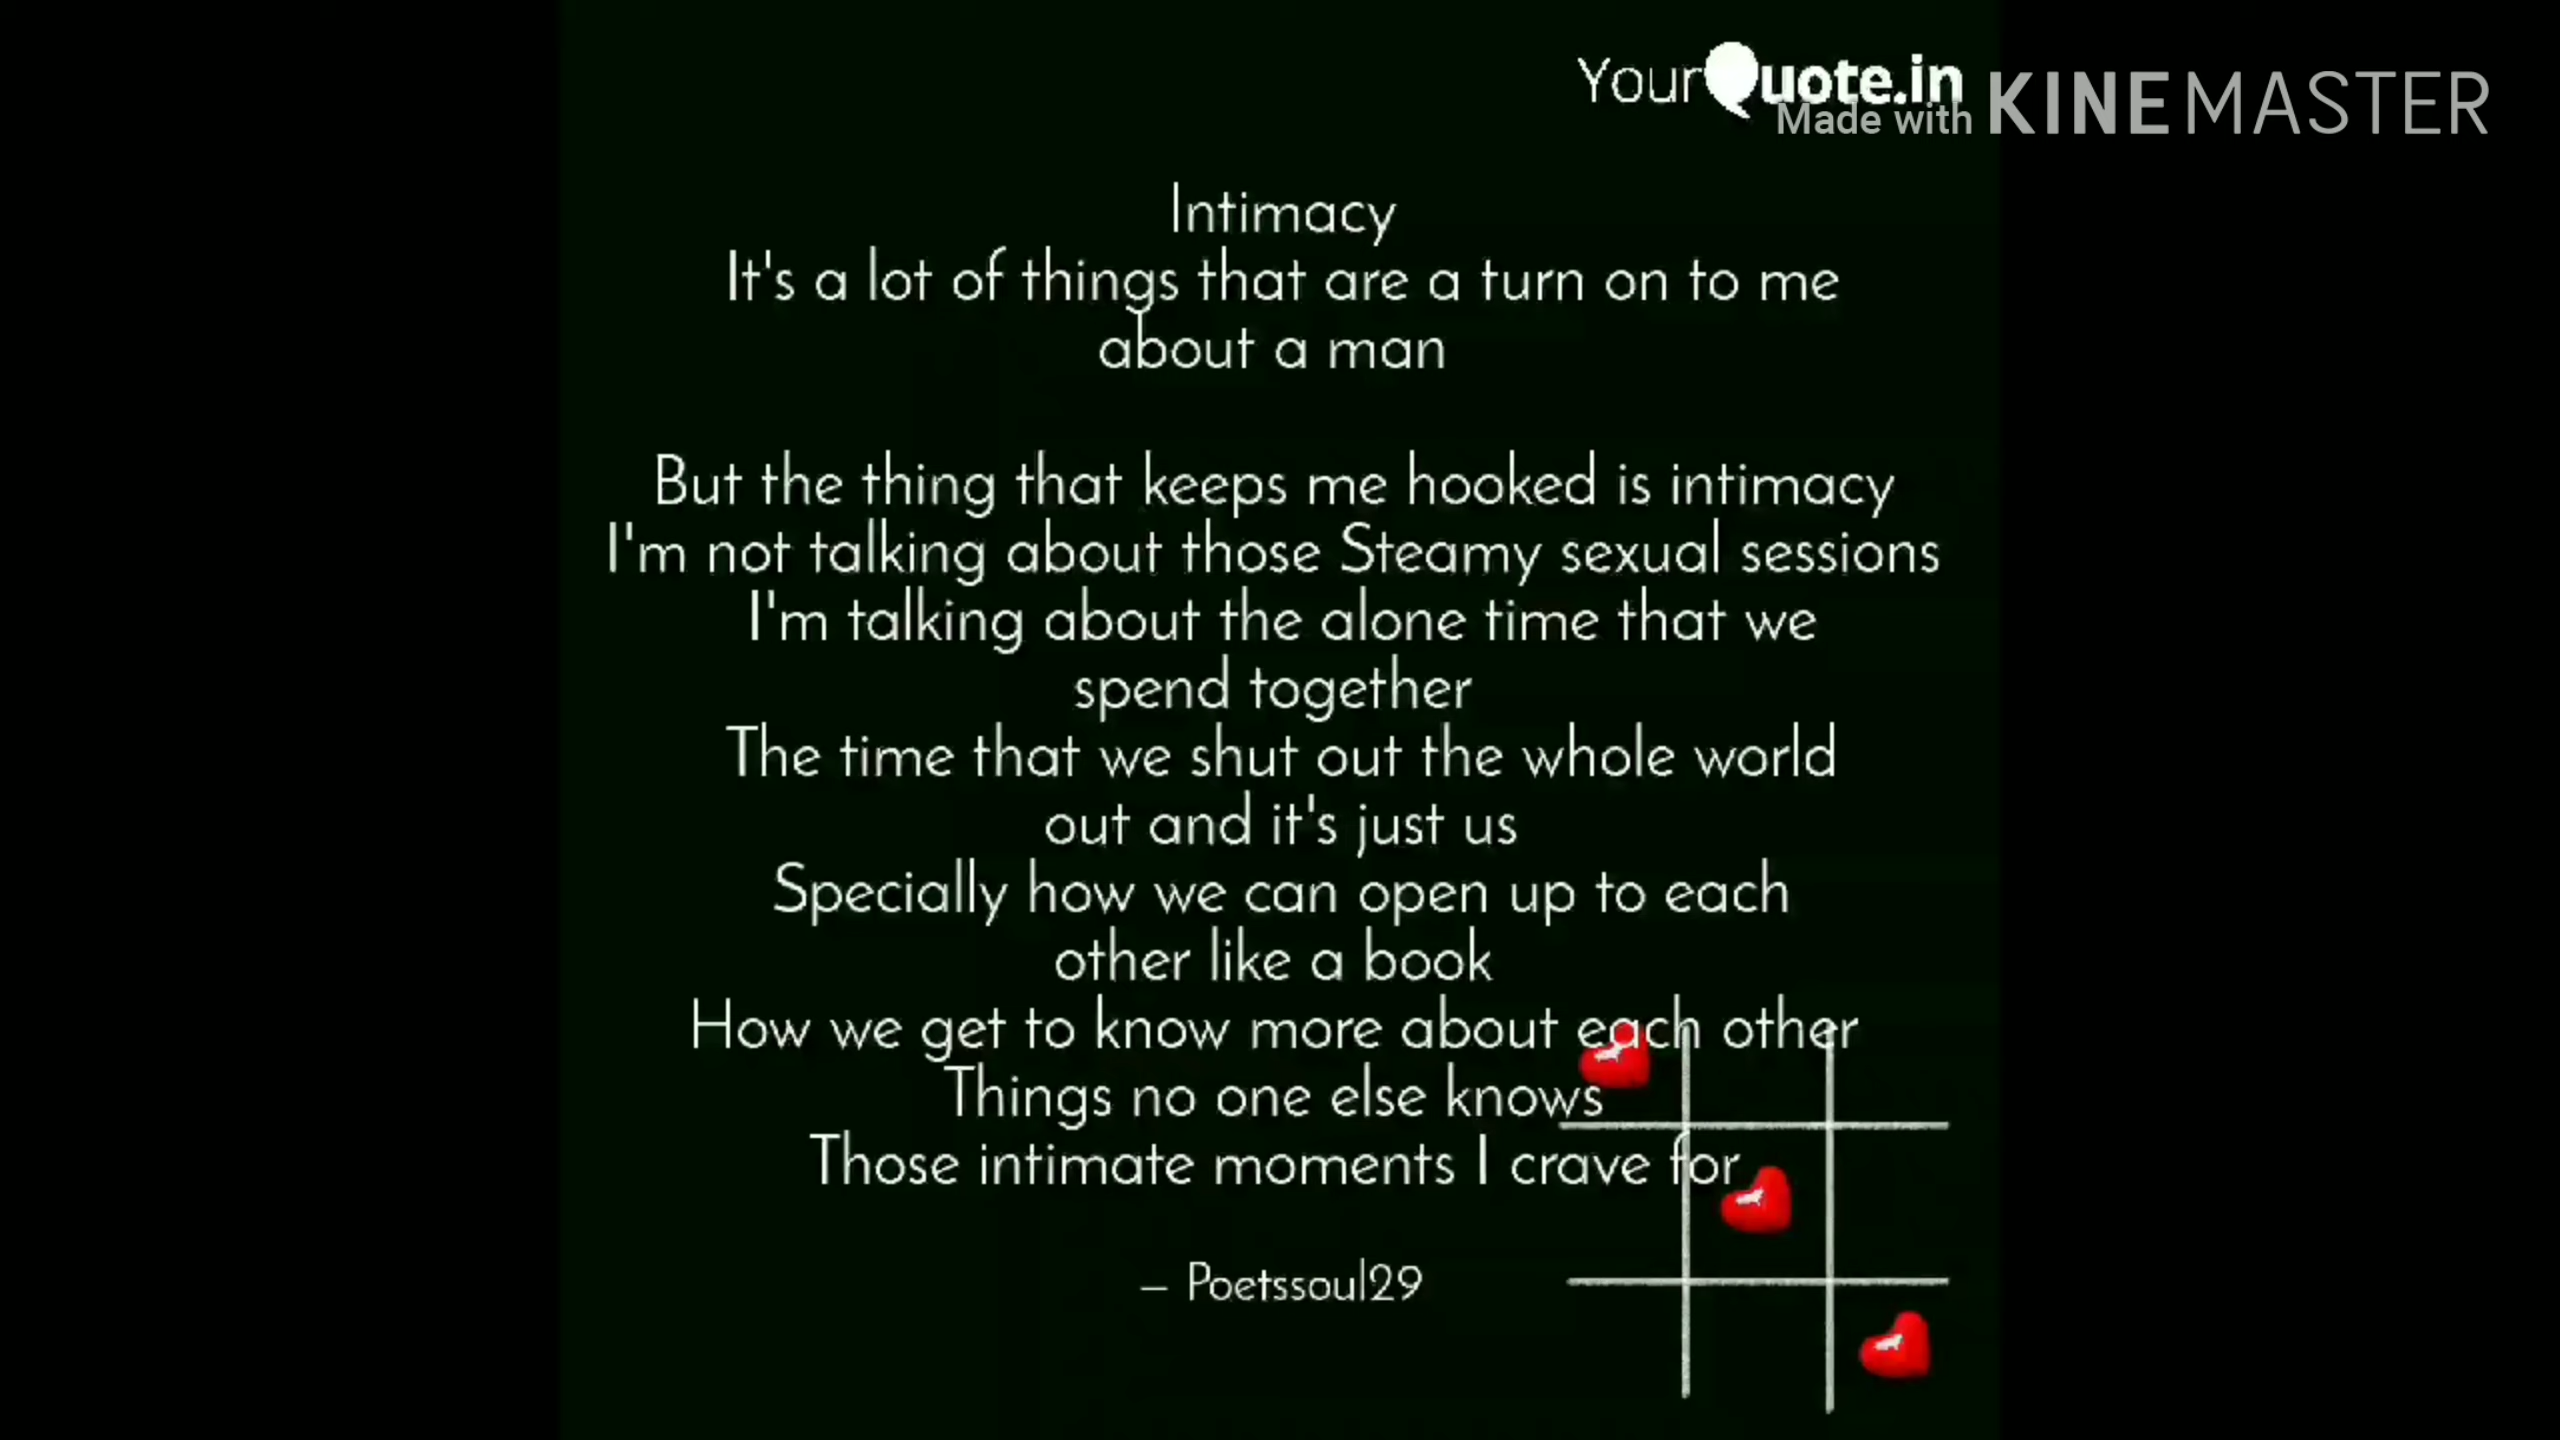 YourQuote.in
Made with KINEMASTER
Intimacy
It's a lot of things that are a turn on to me
about a man
But the thing that keeps me hooked is intimacy
I'm not talking about those Steamy sexual sessions
I'm talking about the alone time that we
spend together
The time that we shut out the whole world
out and it's just us
Specially how we can open up to each
other like a book
How we get to know more about each other
Things no one else knows
Those intimate moments I crave for
– Poetssoul29